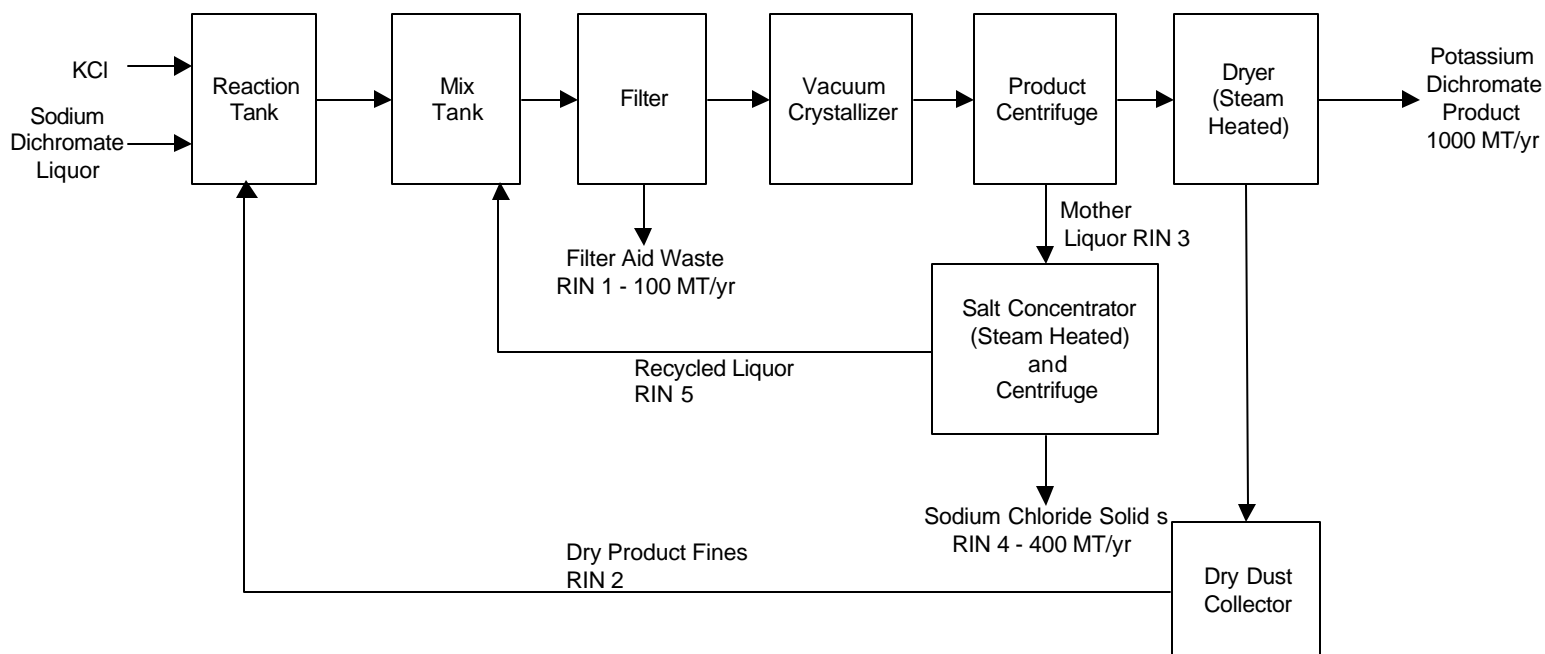 KCl
Sodium
Dichromate
Liquor
Reaction
Tank
Mix
Tank
Filter
Vacuum
Crystallizer
Product
Centrifuge
Dryer
(Steam
Heated)
Potassium
Dichromate
Product
1000 MT/yr
Filter Aid Waste
RIN 1 - 100 MT/yr
Mother
Liquor RIN 3
Salt Concentrator
(Steam Heated)
and
Centrifuge
Recycled Liquor
RIN 5
Sodium Chloride Solid s
RIN 4 - 400 MT/yr
Dry Product Fines
RIN 2
Dry Dust
Collector